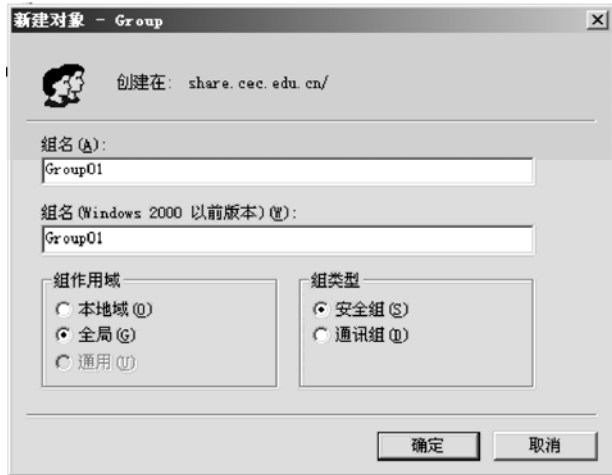 新建对象 - Group
创建在: share.cec.edu.cn/
组名(A):
Group01
组名(Windows 2000 以前版本)(W):
Group01
组作用域
本地域(O)
全局(G)
通用(U)
组类型
安全组(S)
通讯组(D)
确定
取消